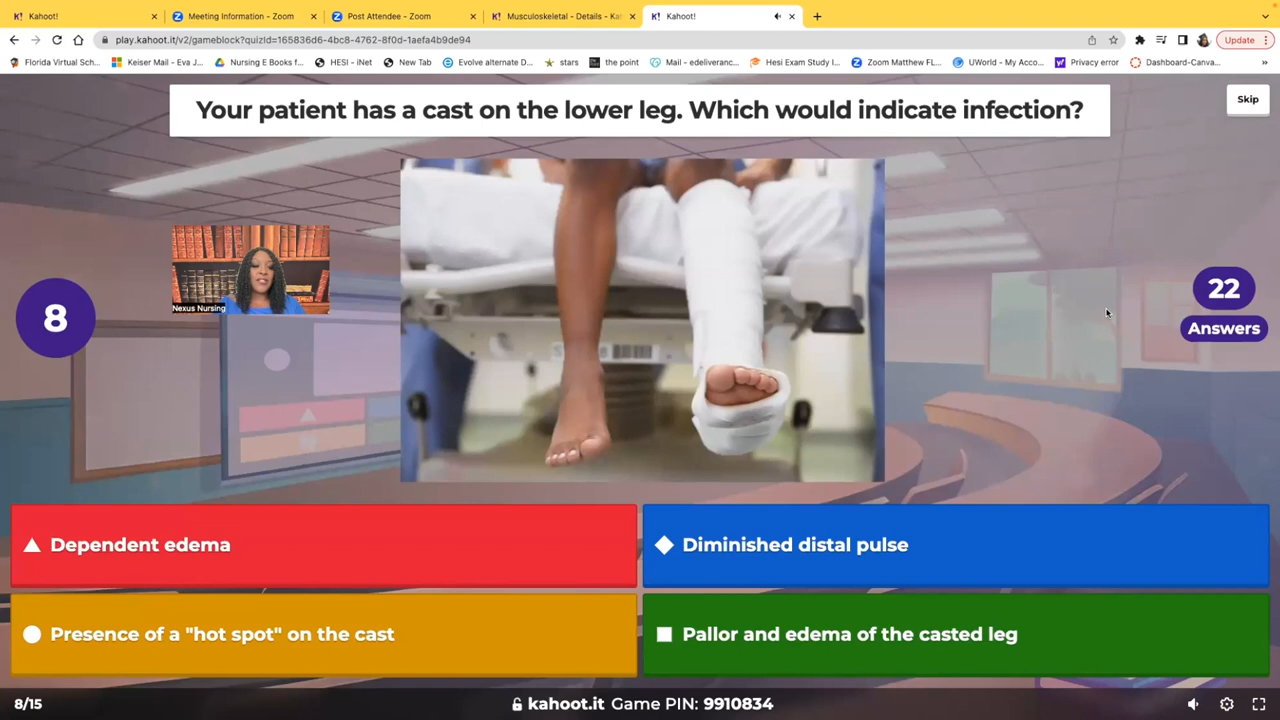 Kahoot!
Meeting Information - Zoom
Post Attendee - Zoom
Musculoskeletal - Details - Kah
Kahoot!
play.kahoot.it/v2/gameblock?quizId=165836d6-4bc8-4762-8f0d-1aefa4b9de94
Update
Florida Virtual Sch...
Keiser Mail - Eva J...
Nursing E Books f...
HESI - iNet
New Tab
Evolve alternate D...
stars
the point
Mail - edeliveranc...
Hesi Exam Study I...
Zoom Matthew FL...
UWorld - My Acco...
Privacy error
Dashboard-Canva...
Your patient has a cast on the lower leg. Which would indicate infection?
Skip
Nexus Nursing
8
22
Answers
Dependent edema
Diminished distal pulse
Presence of a "hot spot" on the cast
Pallor and edema of the casted leg
8/15
kahoot.it Game PIN: 9910834